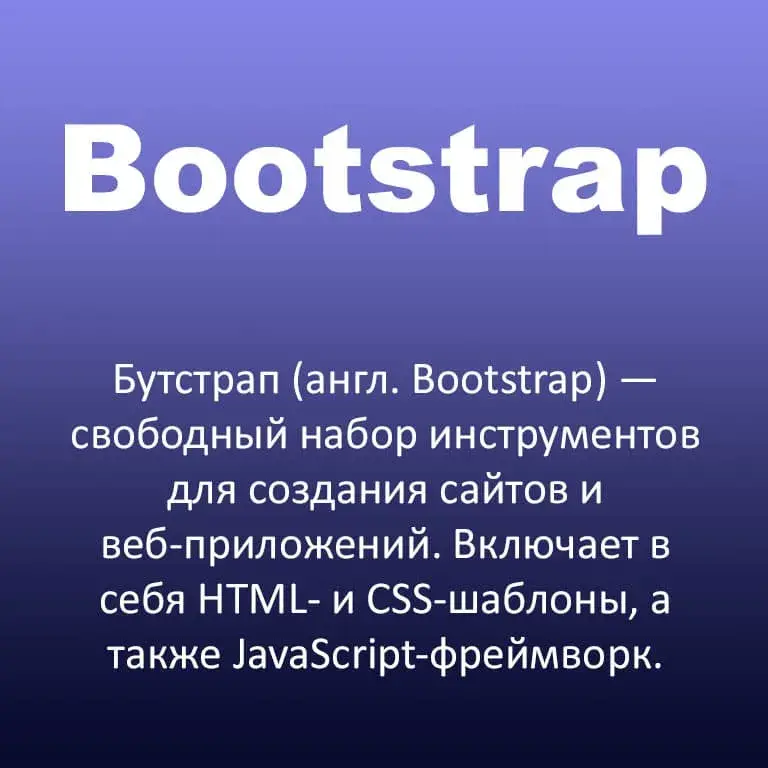 Bootstrap
Бутстрап (англ. Bootstrap) —
свободный набор инструментов
для создания сайтов и
веб-приложений. Включает в
себя HTML- и CSS-шаблоны, а
также JavaScript-фреймворк.